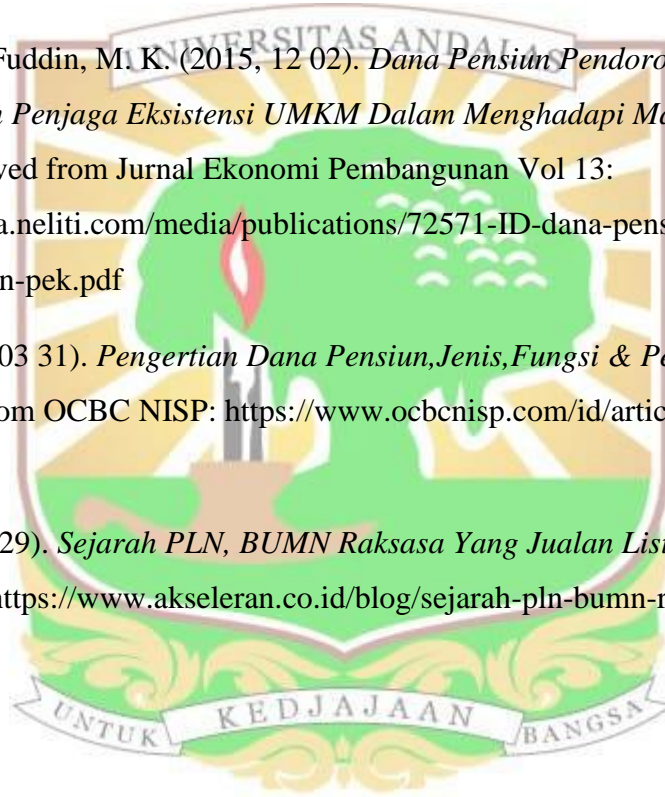 UNIVERSITAS ANDALAS
Fuddin, M. K. (2015, 12 02). Dana Pensiun Pendoro
Penjaga Eksistensi UMKM Dalam Menghadapi Ma
ved from Jurnal Ekonomi Pembangunan Vol 13:
a.neliti.com/media/publications/72571-ID-dana-pens
n-pek.pdf
03 31). Pengertian Dana Pensiun,Jenis,Fungsi & Pe
om OCBC NISP: https://www.ocbcnisp.com/id/artic
29). Sejarah PLN, BUMN Raksasa Yang Jualan List
https://www.akseleran.co.id/blog/sejarah-pln-bumn-r
UNTUK KEDJAJAAN BANGSA